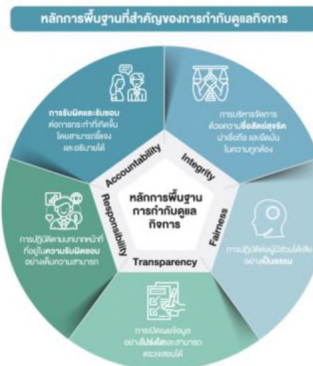 หลักการพื้นฐานที่สำคัญของการกำกับดูแลกิจการ
การรับผิดและรับชอบ
ต่อการกระทำที่เกิดขึ้น
โดยสามารถชี้แจง
และอธิบายได้
Accountability
การบริหารจัดการ
ด้วยความซื่อสัตย์สุจริต
น่าเชื่อถือ และยึดมั่น
ในความถูกต้อง
Integrity
หลักการพื้นฐาน
การกำกับดูแล
กิจการ
การปฏิบัติตามบทบาทหน้าที่
ที่อยู่ในความรับผิดชอบ
อย่างเต็มความสามารถ
Responsibility
การปฏิบัติต่อผู้มีส่วนได้เสีย
อย่างเป็นธรรม
Fairness
Transparency
การเปิดเผยข้อมูล
อย่างโปร่งใสและสามารถ
ตรวจสอบได้